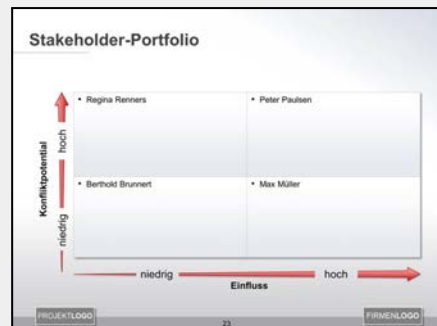 Stakeholder-Portfolio
Konfliktpotential
hoch
niedrig
• Regina Renners
• Peter Paulsen
• Berthold Brunnert
• Max Müller
niedrig
hoch
Einfluss
PROJEKTLOGO
23
FIRMENLOGO